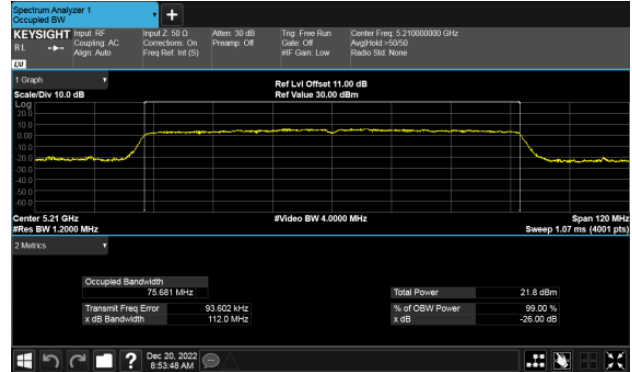 Spectrum Analyzer 1
Occupied BW
+
KEYSIGHT Input: RF Input Z: 50 Ω Atten: 30 dB Trig: Free Run Center Freq: 5.210000000 GHz
RL Coupling: AC Corrections: On Preamp: Off Gate: Off Avg|Hold:>50/50
Align: Auto Freq Ref: Int (S) #IF Gain: Low Radio Std: None
LXI
1 Graph Ref Lvl Offset 11.00 dB
Scale/Div 10.0 dB Ref Value 30.00 dBm
Log
20.0
10.0
0.00
-10.0
-20.0
-30.0
-40.0
-50.0
-60.0
Center 5.21 GHz #Video BW 4.0000 MHz Span 120 MHz
#Res BW 1.2000 MHz Sweep 1.07 ms (4001 pts)
2 Metrics
Occupied Bandwidth
75.681 MHz Total Power 21.8 dBm
Transmit Freq Error 93.602 kHz % of OBW Power 99.00 %
x dB Bandwidth 112.0 MHz x dB -26.00 dB
? Dec 20, 2022
8:53:48 AM